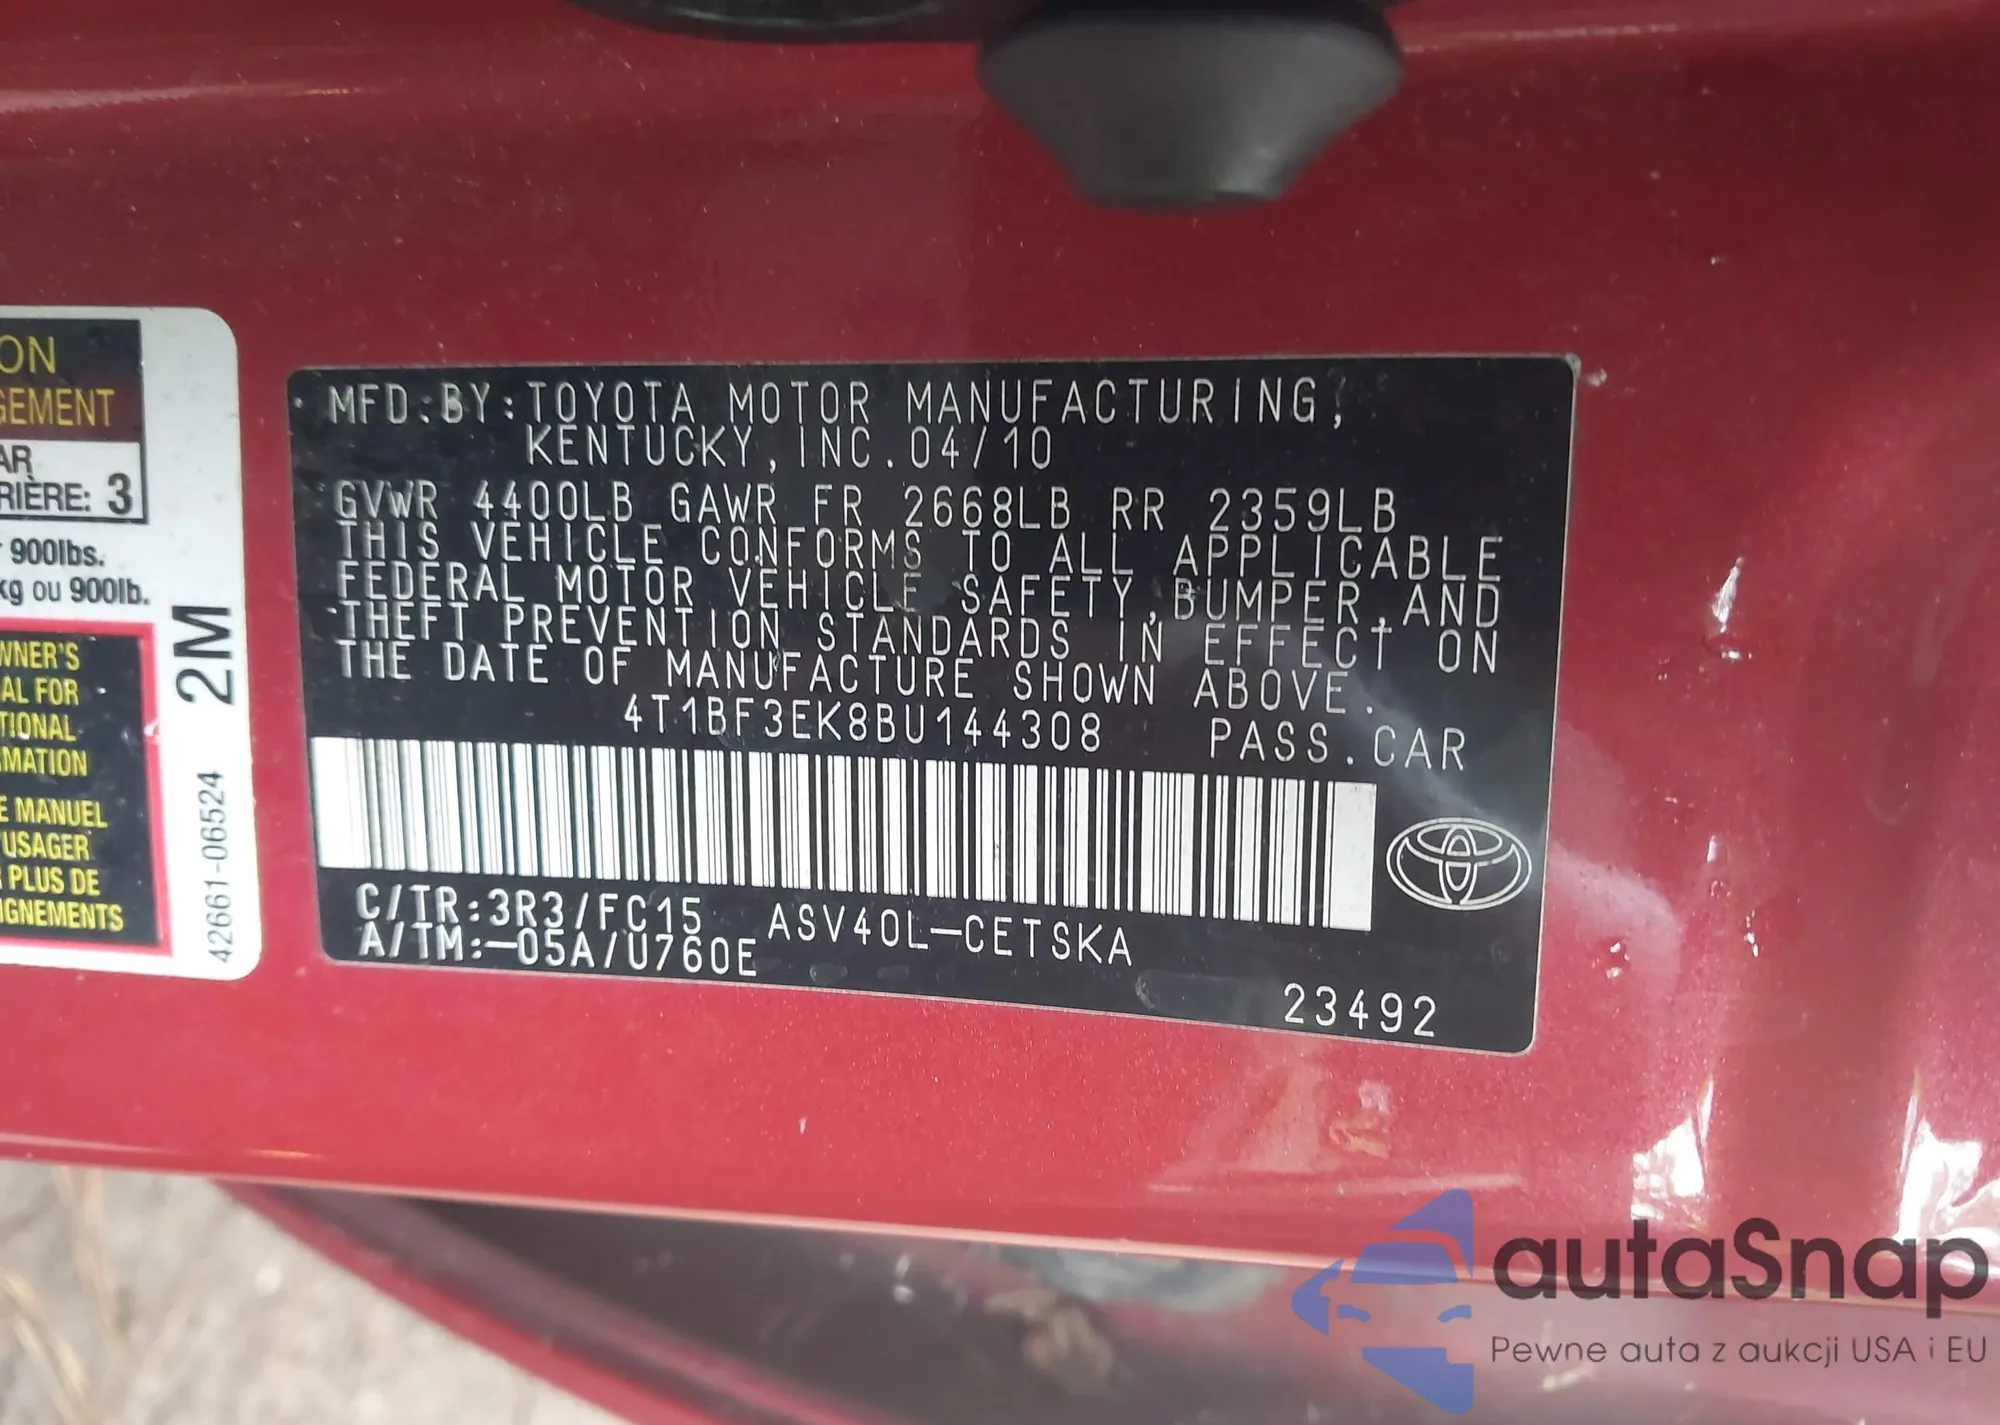 ON
GEMENT
AR
RIÈRE: 3
900lbs.
kg ou 900lb.
WNER'S
AL FOR
TIONAL
MATION
E MANUEL
USAGER
PLUS DE
IGNEMENTS
2M
42661-06524
MFD.BY:TOYOTA MOTOR MANUFACTURING,
KENTUCKY,INC.04/10
GVWR 4400LB GAWR FR 2668LB RR 2359LB
THIS VEHICLE CONFORMS TO ALL APPLICABLE
FEDERAL MOTOR VEHICLE SAFETY,BUMPER,AND
THEFT PREVENTION STANDARDS IN EFFECT ON
THE DATE OF MANUFACTURE SHOWN ABOVE.
4T1BF3EK8BU144308 PASS.CAR
C/TR:3R3/FC15 ASV40L-CETSKA
A/TM:-05A/U760E
23492
autaSnap
Pewne auta z aukcji USA i EU